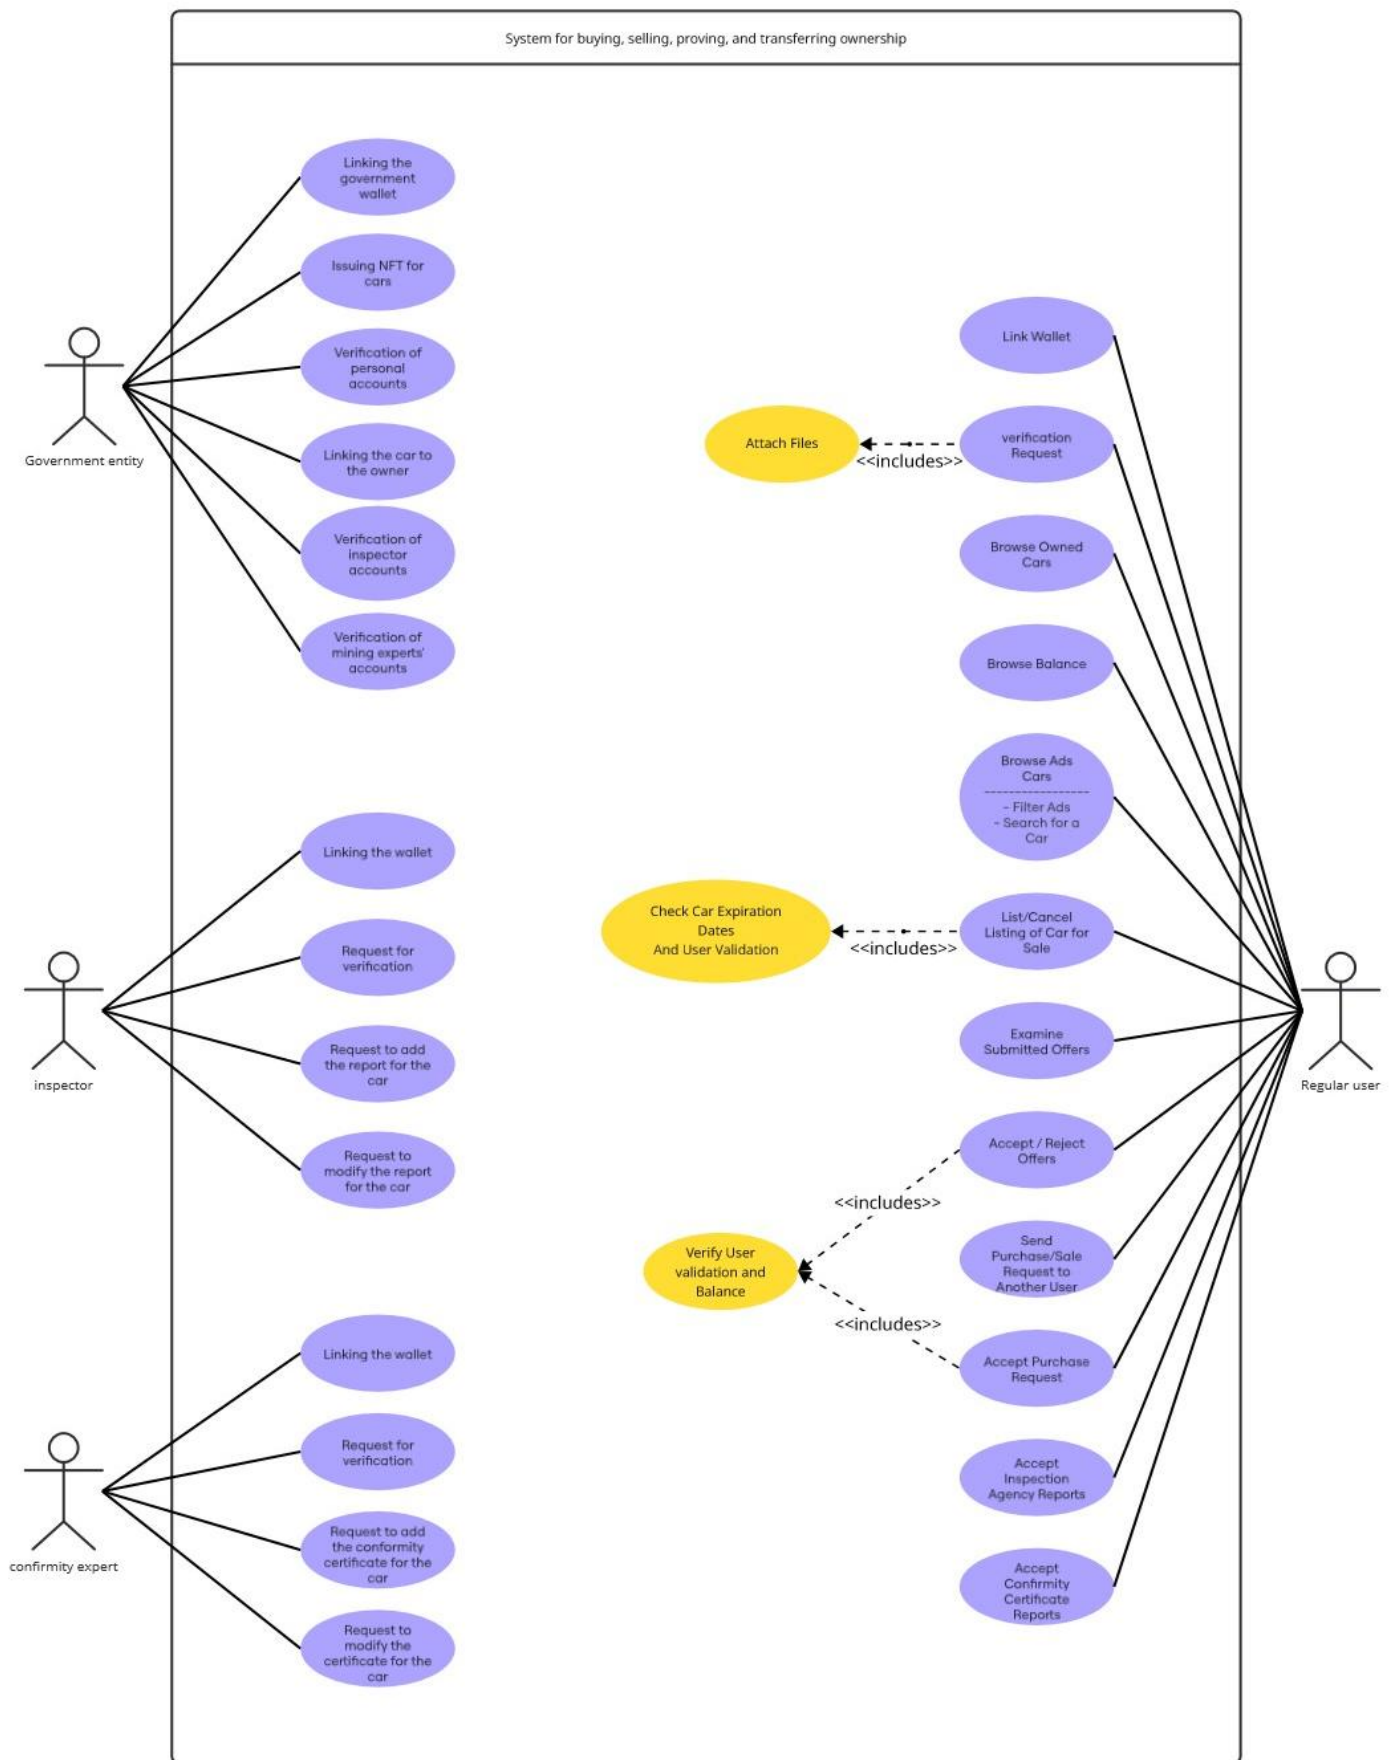 System for buying, selling, proving, and transferring ownership
Linking the
government
wallet
Issuing NFT for
cars
Verification of
personal
accounts
Linking the car to
the owner
Verification of
inspector
accounts
Verification of
mining experts'
accounts
Government entity
Linking the wallet
Request for
verification
Request to add
the report for the
car
Request to
modify the report
for the car
inspector
Linking the wallet
Request for
verification
Request to add
the conformity
certificate for the
car
Request to
modify the
certificate for the
car
confirmity expert
Attach Files
<<includes>>
Check Car Expiration
Dates
And User Validation
<<includes>>
<<includes>>
Verify User
validation and
Balance
<<includes>>
Link Wallet
verification
Request
Browse Owned
Cars
Browse Balance
Browse Ads
Cars
-----------------
- Filter Ads
- Search for a
Car
List/Cancel
Listing of Car for
Sale
Examine
Submitted Offers
Accept / Reject
Offers
Send
Purchase/Sale
Request to
Another User
Accept Purchase
Request
Accept
Inspection
Agency Reports
Accept
Confirmity
Certificate
Reports
Regular user